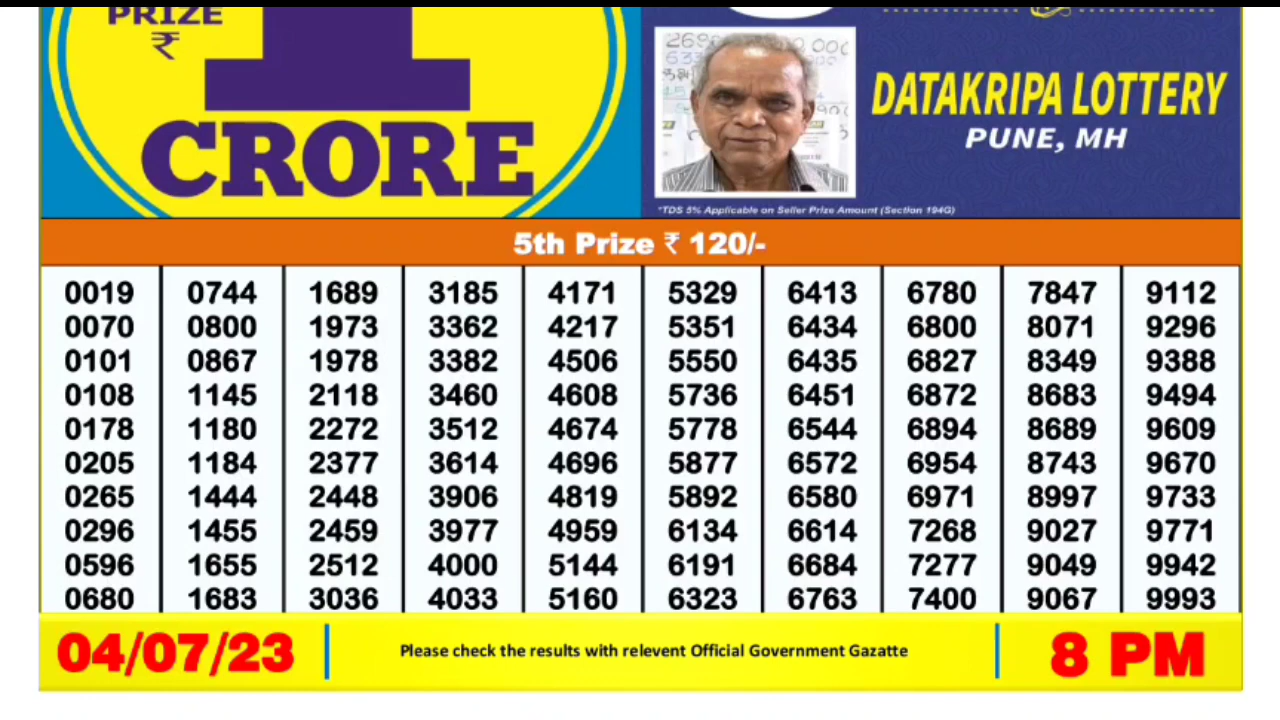 PRIZE
₹
1
CRORE
DATAKRIPA LOTTERY
PUNE, MH
*TDS 5% Applicable on Seller Prize Amount (Section 194G)
5th Prize ₹ 120/-
0019 0744 1689 3185 4171 5329 6413 6780 7847 9112
0070 0800 1973 3362 4217 5351 6434 6800 8071 9296
0101 0867 1978 3382 4506 5550 6435 6827 8349 9388
0108 1145 2118 3460 4608 5736 6451 6872 8683 9494
0178 1180 2272 3512 4674 5778 6544 6894 8689 9609
0205 1184 2377 3614 4696 5877 6572 6954 8743 9670
0265 1444 2448 3906 4819 5892 6580 6971 8997 9733
0296 1455 2459 3977 4959 6134 6614 7268 9027 9771
0596 1655 2512 4000 5144 6191 6684 7277 9049 9942
0680 1683 3036 4033 5160 6323 6763 7400 9067 9993
04/07/23
Please check the results with relevent Official Government Gazatte
8 PM